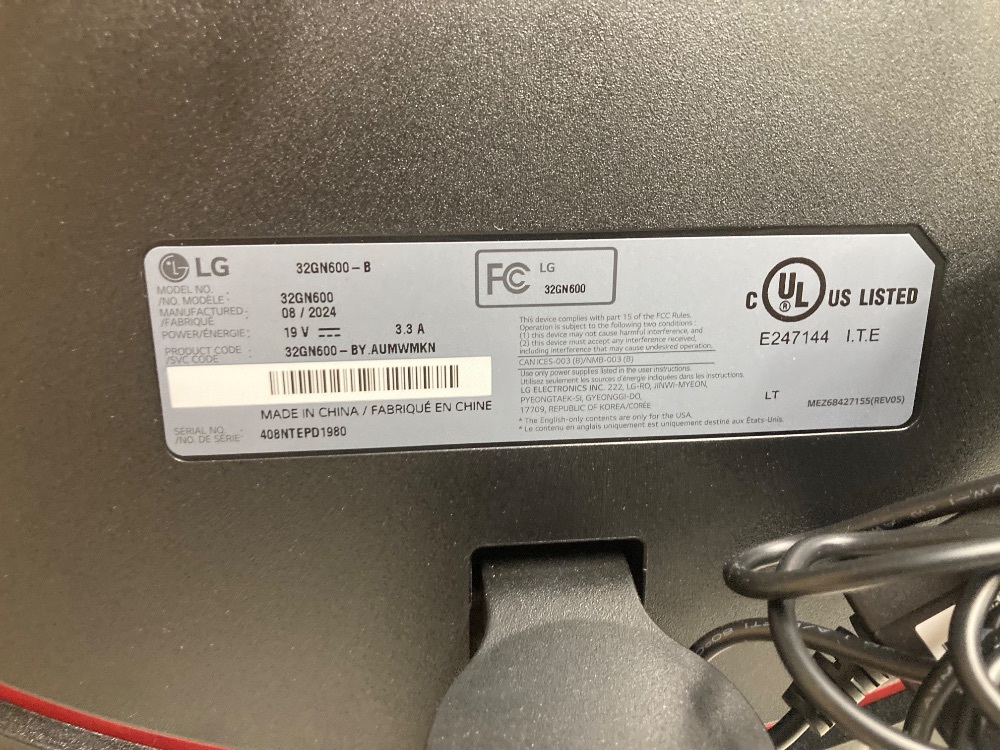 LG 32GN600-B
MODEL NO.
/NO. MODÈLE : 32GN600
MANUFACTURED : 08 / 2024
/FABRIQUÉ
POWER/ÉNERGIE : 19 V 3.3 A
PRODUCT CODE : 32GN600-BY.AUMWMKN
/SVC CODE
MADE IN CHINA / FABRIQUÉ EN CHINE
SERIAL NO. : 408NTEPD1980
/NO. DE SÉRIE
FC LG
32GN600
This device complies with part 15 of the FCC Rules.
Operation is subject to the following two conditions :
(1) this device may not cause harmful interference, and
(2) this device must accept any interference received,
including interference that may cause undesired operation.
CAN ICES-003 (B)/NMB-003 (B)
Use only power supplies listed in the user instructions.
Utilisez seulement les sources d'énergie indiquées dans les instructions.
LG ELECTRONICS INC. 222, LG-RO, JINWI-MYEON,
PYEONGTAEK-SI, GYEONGGI-DO,
17709, REPUBLIC OF KOREA/CORÉE
* The English-only contents are only for the USA.
* Le contenu en anglais uniquement est uniquement destiné aux États-Unis.
C UL ® US LISTED
E247144 I.T.E
LT
MEZ68427155(REV05)